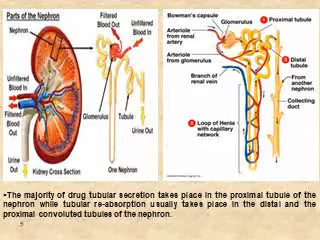 Parts of the Nephron
Nephron
Filtered
Blood Out
Unfiltered
Blood In
Unfiltered
Blood In
Filtered
Blood
Out
Glomerulus
Tubule
Urine Out
Urine
Out
Kidney Cross Section
One Nephron
Bowman's capsule
Glomerulus
1 Proximal tubule
Arteriole
from renal
artery
Arteriole
from glomerulus
Branch of
renal vein
2 Distal
tubule
From
another
nephron
Collecting
duct
3 Loop of Henle
with capillary
network
•The majority of drug tubular secretion takes place in the proximal tubule of the
nephron while tubular re-absorption usually takes place in the distal and the
proximal convoluted tubules of the nephron.
5